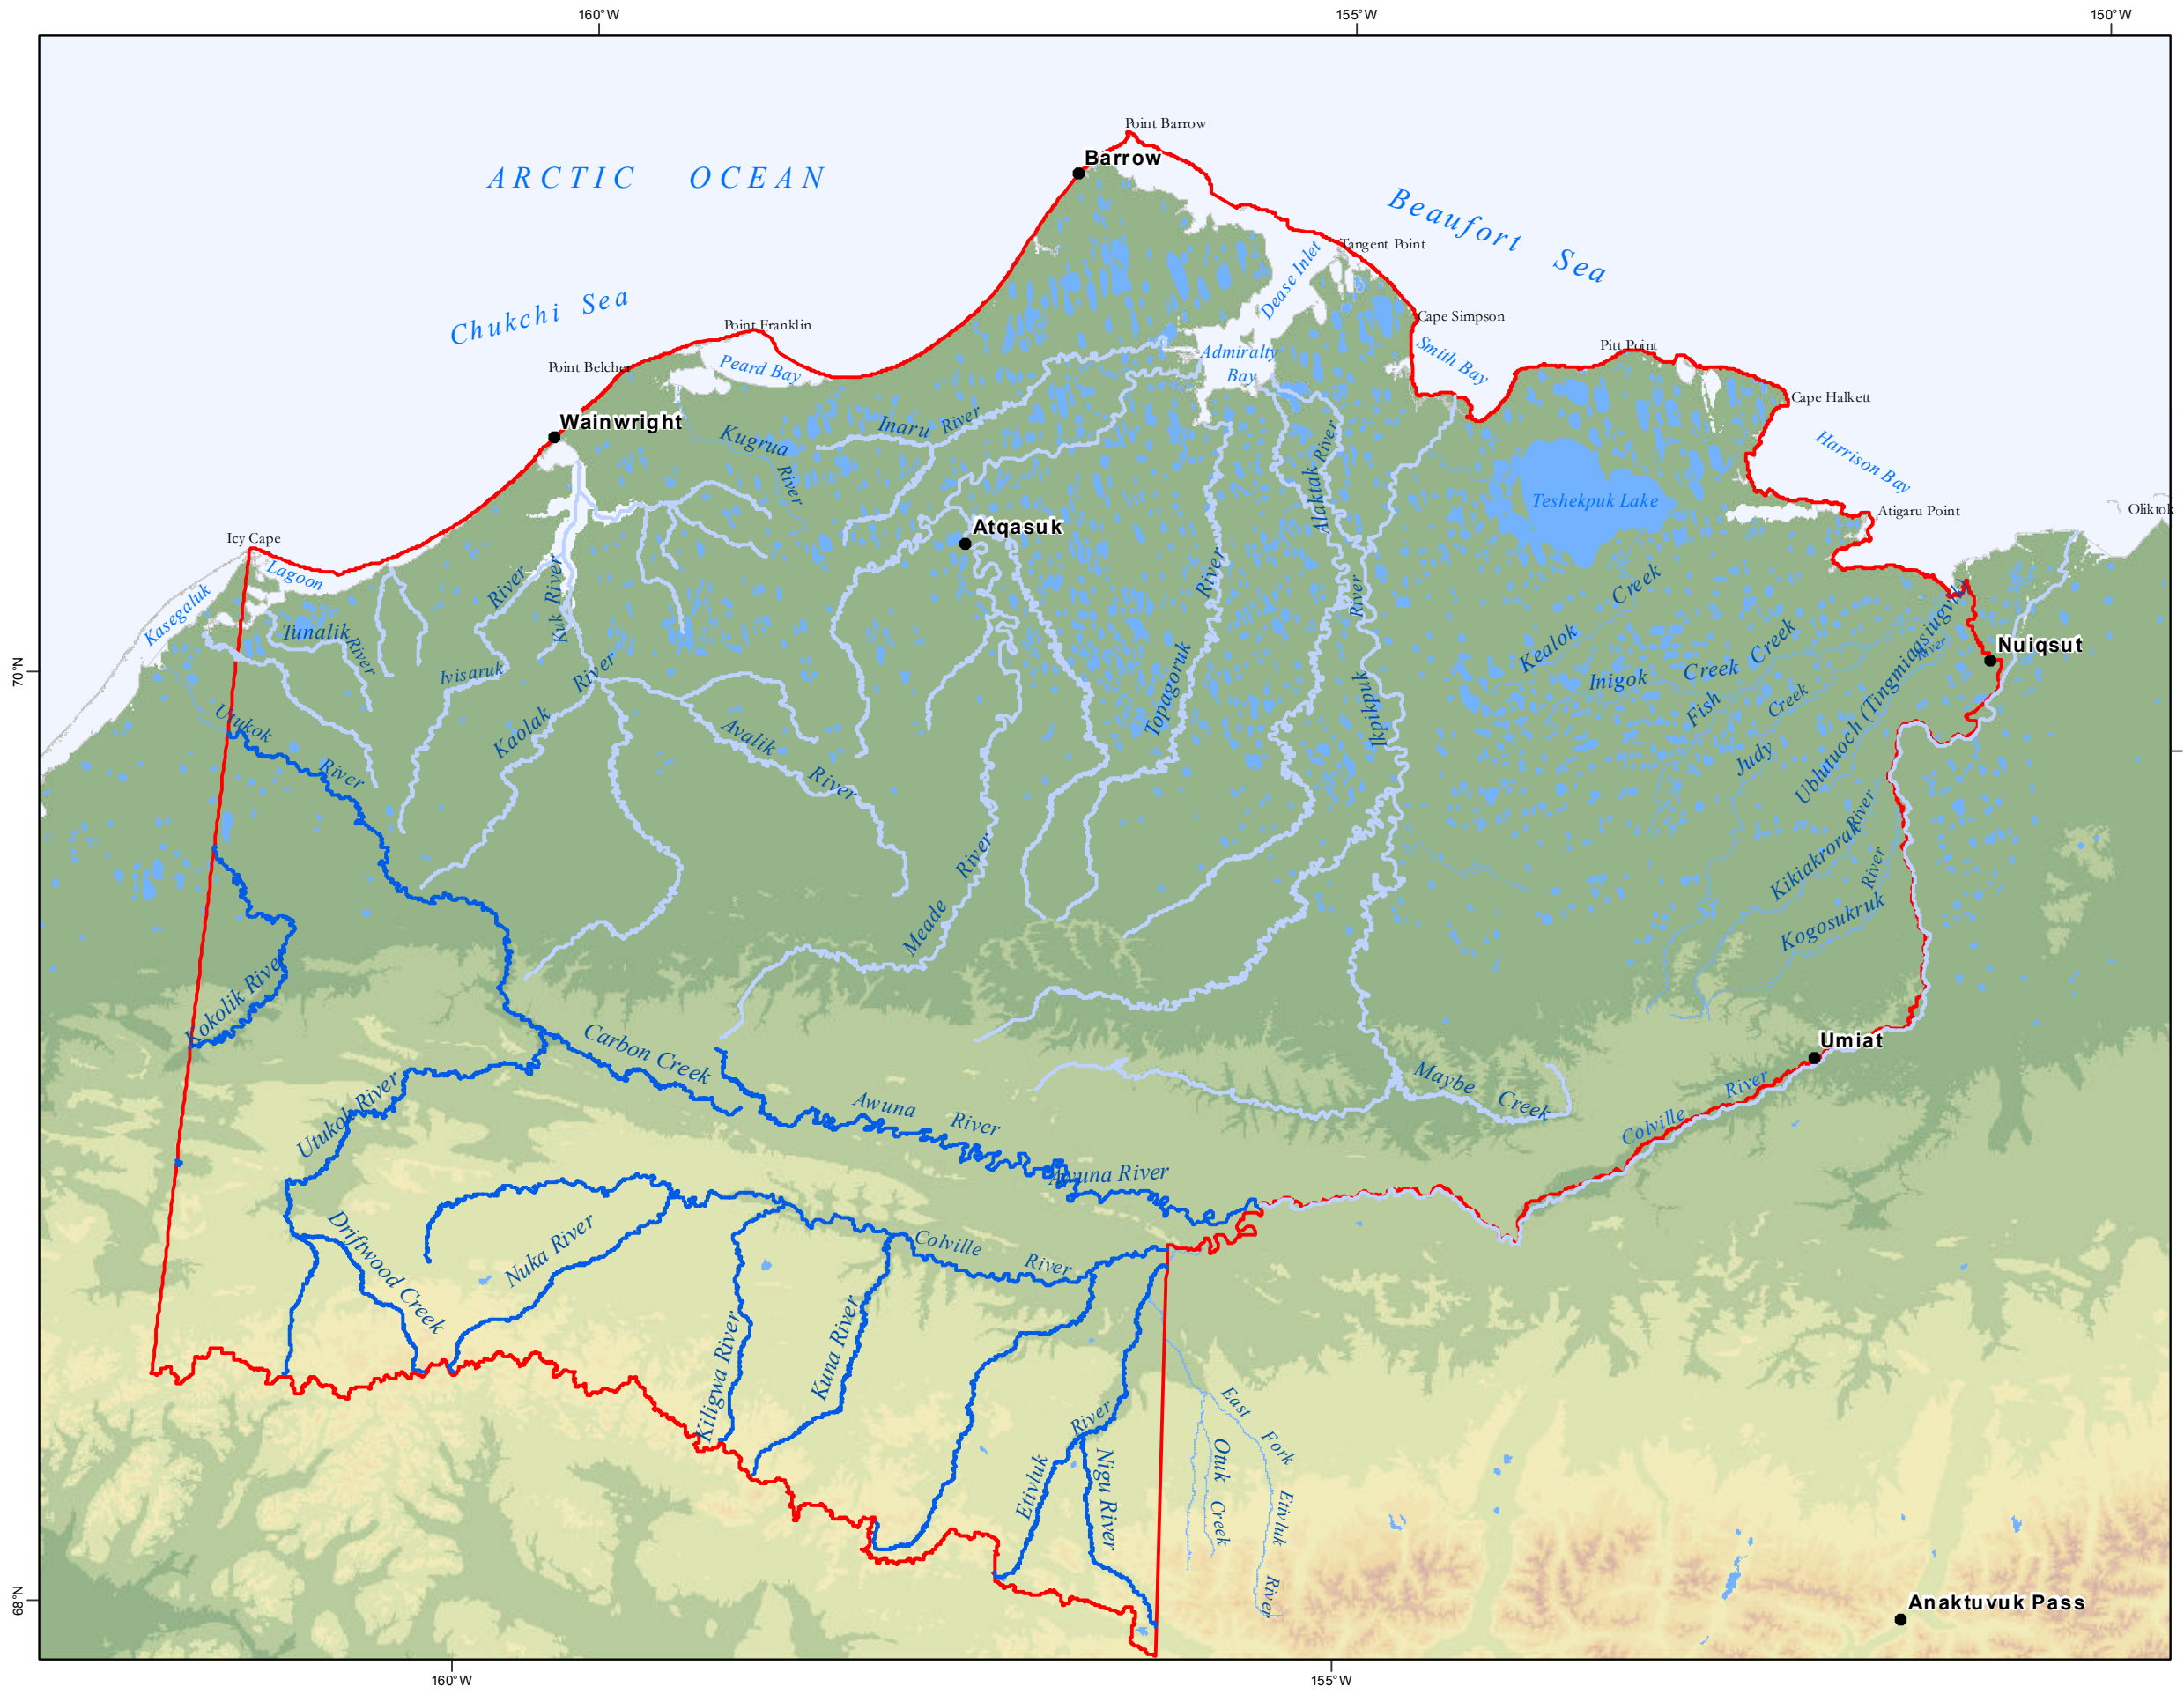 160°W 155°W 150°W
Point Barrow
Barrow
ARCTIC OCEAN
Beaufort Sea
Tangent Point
Dease Inlet
Chukchi Sea
Cape Simpson
Point Franklin
Pitt Point
Smith Bay
Admiralty
Bay
Point Belcher
Peard Bay
Cape Halkett
Wainwright
Inaru River
Kugrua
River
Harrison Bay
Alaktak River
Teshekpuk Lake
Atigaru Point
Oliktok
Atqasuk
Icy Cape
Lagoon
Kasegaluk
River
Kuk River
River
River
Kealok Creek
Tunalik
River
Nuiqsut
70°N
Ivisaruk
River
Inigok Creek
Fish Creek
River
Ublutuoch (Tingmiaqsiugvik)
Topagoruk
Ikpikpuk
Utukok
River
Kaolak
Avalik
River
Judy Creek
River
Kikiakrorak
River
Kogosukruk
Meade River
Kokolik River
Carbon Creek
Umiat
Utukok River
Maybe Creek
Awuna River
Colville River
Awuna River
Driftwood Creek
Nuka River
Colville River
Kiligwa River
Kuna River
East Fork
Etivluk
River
Etivluk River
Nigu River
Otuk Creek
68°N
Anaktuvuk Pass
160°W 155°W